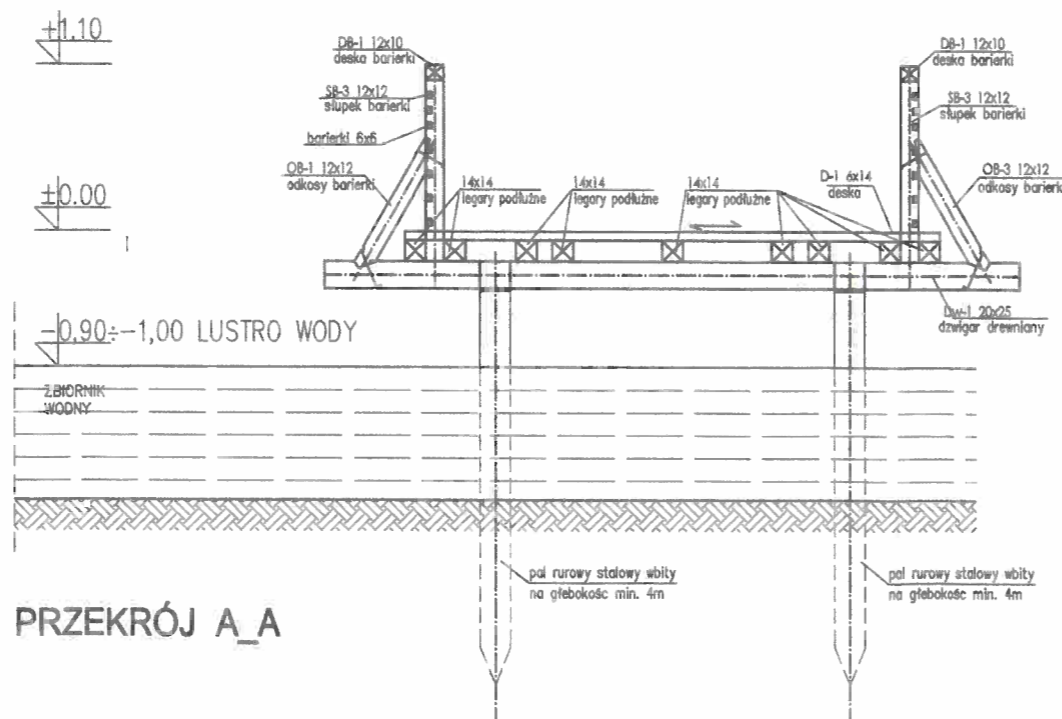 +1,10
DB-1 12x10
deska barierki
DB-1 12x10
deska barierki
SB-3 12x12
słupek barierki
SB-3 12x12
słupek barierki
barierki 6x6
OB-1 12x12
odkosy barierki
14x14
legary podłużne
14x14
legary podłużne
14x14
legary podłużne
D-1 6x14
deska
OB-3 12x12
odkosy barierki
±0.00
Dw-1 20x25
dzwigar drewniany
-0,90÷-1,00 LUSTRO WODY
ZBIORNIK
WODNY
pal rurowy stalowy wbity
na głebokośc min. 4m
pal rurowy stalowy wbity
na głebokośc min. 4m
PRZEKRÓJ A_A